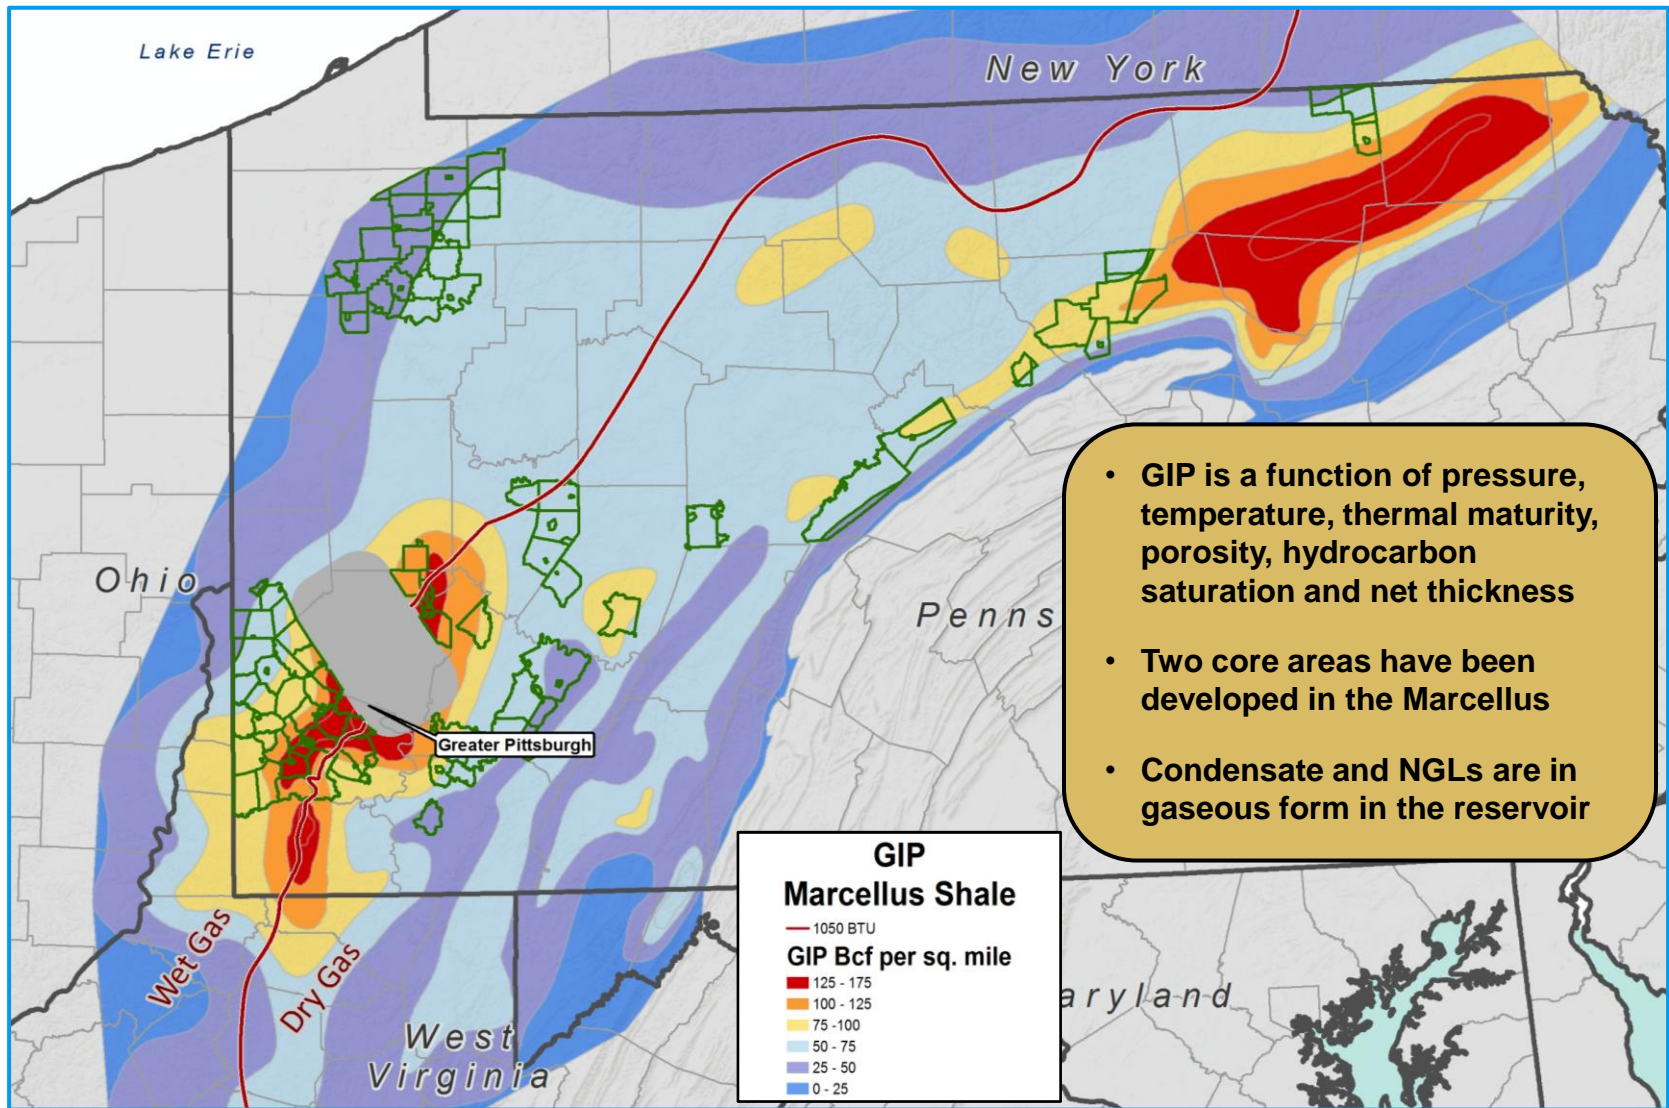 Lake Erie
New York
Ohio
Penns
• GIP is a function of pressure,
temperature, thermal maturity,
porosity, hydrocarbon
saturation and net thickness
• Two core areas have been
developed in the Marcellus
• Condensate and NGLs are in
gaseous form in the reservoir
Greater Pittsburgh
Wet Gas
Dry Gas
West
Virginia
aryland
GIP
Marcellus Shale
1050 BTU
GIP Bcf per sq. mile
125 - 175
100 - 125
75 -100
50 - 75
25 - 50
0 - 25